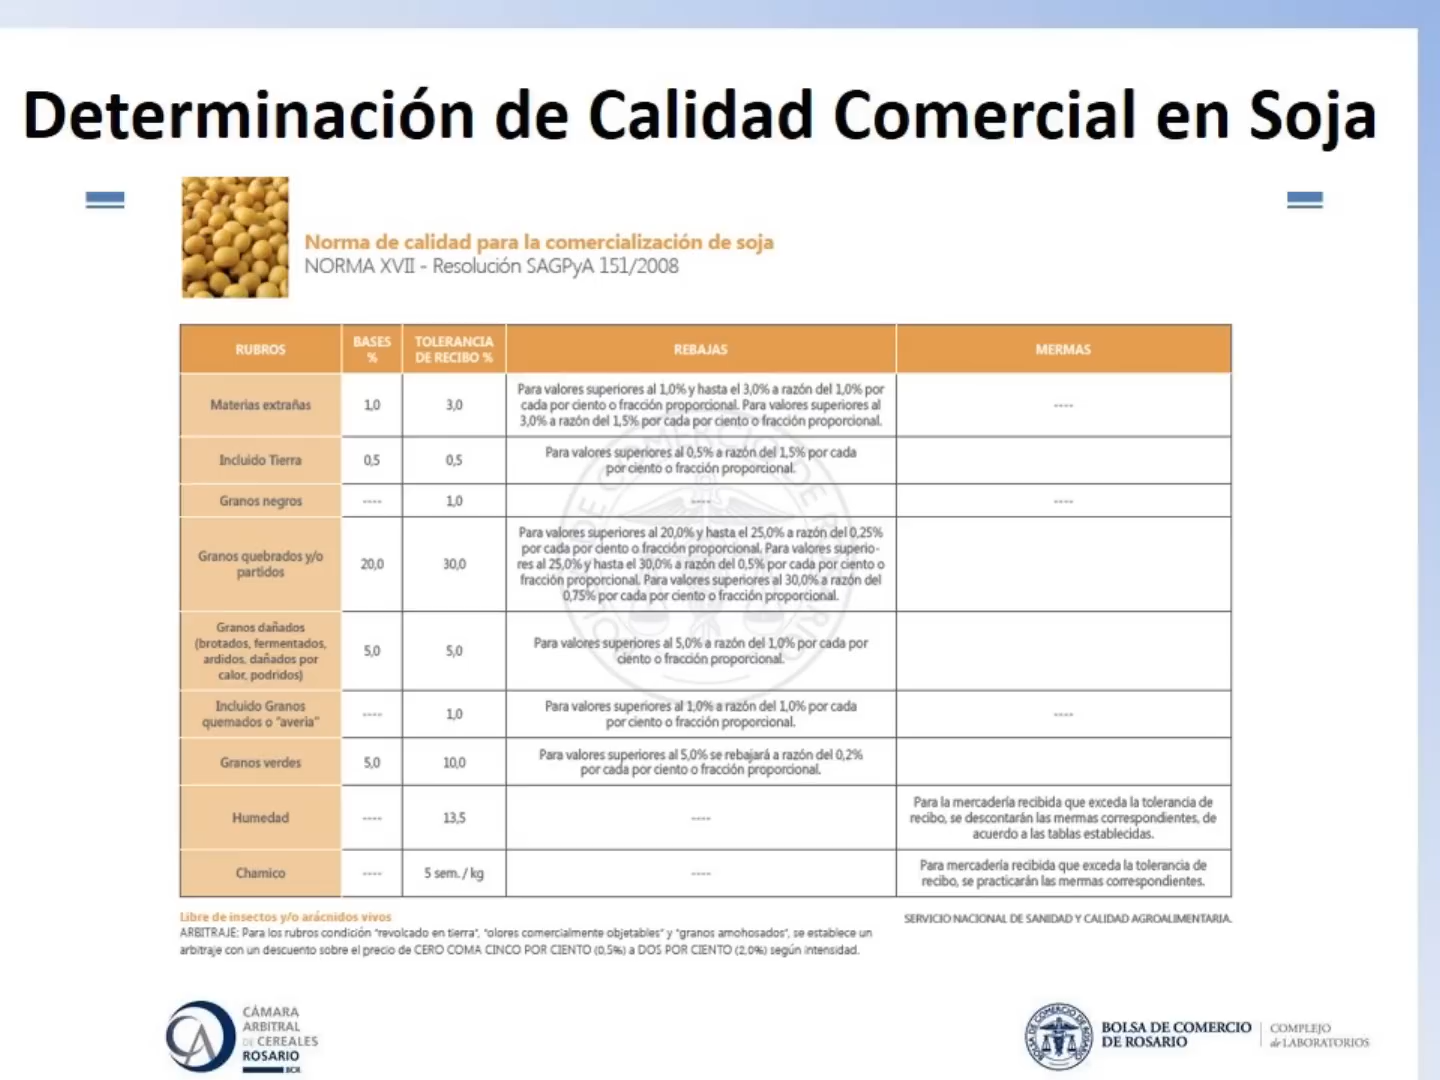 Determinación de Calidad Comercial en Soja
Norma de calidad para la comercialización de soja
NORMA XVII - Resolución SAGPyA 151/2008
RUBROS
BASES
%
TOLERANCIA
DE RECIBO %
REBAJAS
MERMAS
Materias extrañas
1,0
3,0
Para valores superiores al 1,0% y hasta el 3,0% a razón del 1,0% por
cada por ciento o fracción proporcional. Para valores superiores al
3,0% a razón del 1,5% por cada por ciento o fracción proporcional.
----
Incluido Tierra
0,5
0,5
Para valores superiores al 0,5% a razón del 1,5% por cada
por ciento o fracción proporcional.
Granos negros
----
1,0
----
----
Granos quebrados y/o
partidos
20,0
30,0
Para valores superiores al 20,0% y hasta el 25,0% a razón del 0,25%
por cada por ciento o fracción proporcional. Para valores superio-
res al 25,0% y hasta el 30,0% a razón del 0,5% por cada por ciento o
fracción proporcional. Para valores superiores al 30,0% a razón del
0,75% por cada por ciento o fracción proporcional.
Granos dañados
(brotados, fermentados,
ardidos, dañados por
calor, podridos)
5,0
5,0
Para valores superiores al 5,0% a razón del 1,0% por cada por
ciento o fracción proporcional.
Incluido Granos
quemados o "avería"
----
1,0
Para valores superiores al 1,0% a razón del 1,0% por cada
por ciento o fracción proporcional.
----
Granos verdes
5,0
10,0
Para valores superiores al 5,0% se rebajará a razón del 0,2%
por cada por ciento o fracción proporcional.
Humedad
----
13,5
----
Para la mercadería recibida que exceda la tolerancia de
recibo, se descontarán las mermas correspondientes, de
acuerdo a las tablas establecidas.
Chamico
----
5 sem. / kg
----
Para mercadería recibida que exceda la tolerancia de
recibo, se practicarán las mermas correspondientes.
Libre de insectos y/o arácnidos vivos
SERVICIO NACIONAL DE SANIDAD Y CALIDAD AGROALIMENTARIA.
ARBITRAJE: Para los rubros condición "revolcado en tierra", "olores comercialmente objetables" y "granos amohosados", se establece un
arbitraje con un descuento sobre el precio de CERO COMA CINCO POR CIENTO (0,5%) a DOS POR CIENTO (2,0%) según intensidad.
CÁMARA
ARBITRAL
DE CEREALES
ROSARIO
BCR
BOLSA DE COMERCIO
DE ROSARIO
COMPLEJO
de LABORATORIOS